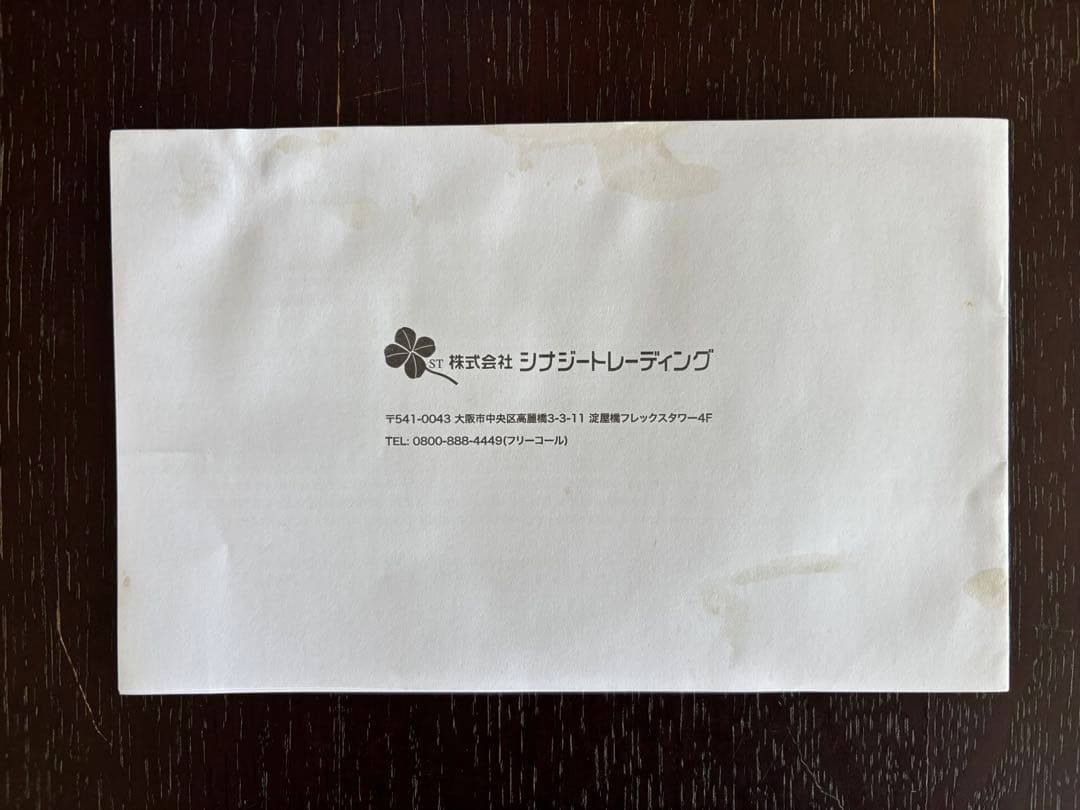 ST 株式会社 シナジートレーディング
〒541-0043 大阪市中央区高麗橋3-3-11 淀屋橋フレックスタワー4F
TEL: 0800-888-4449(フリーコール)